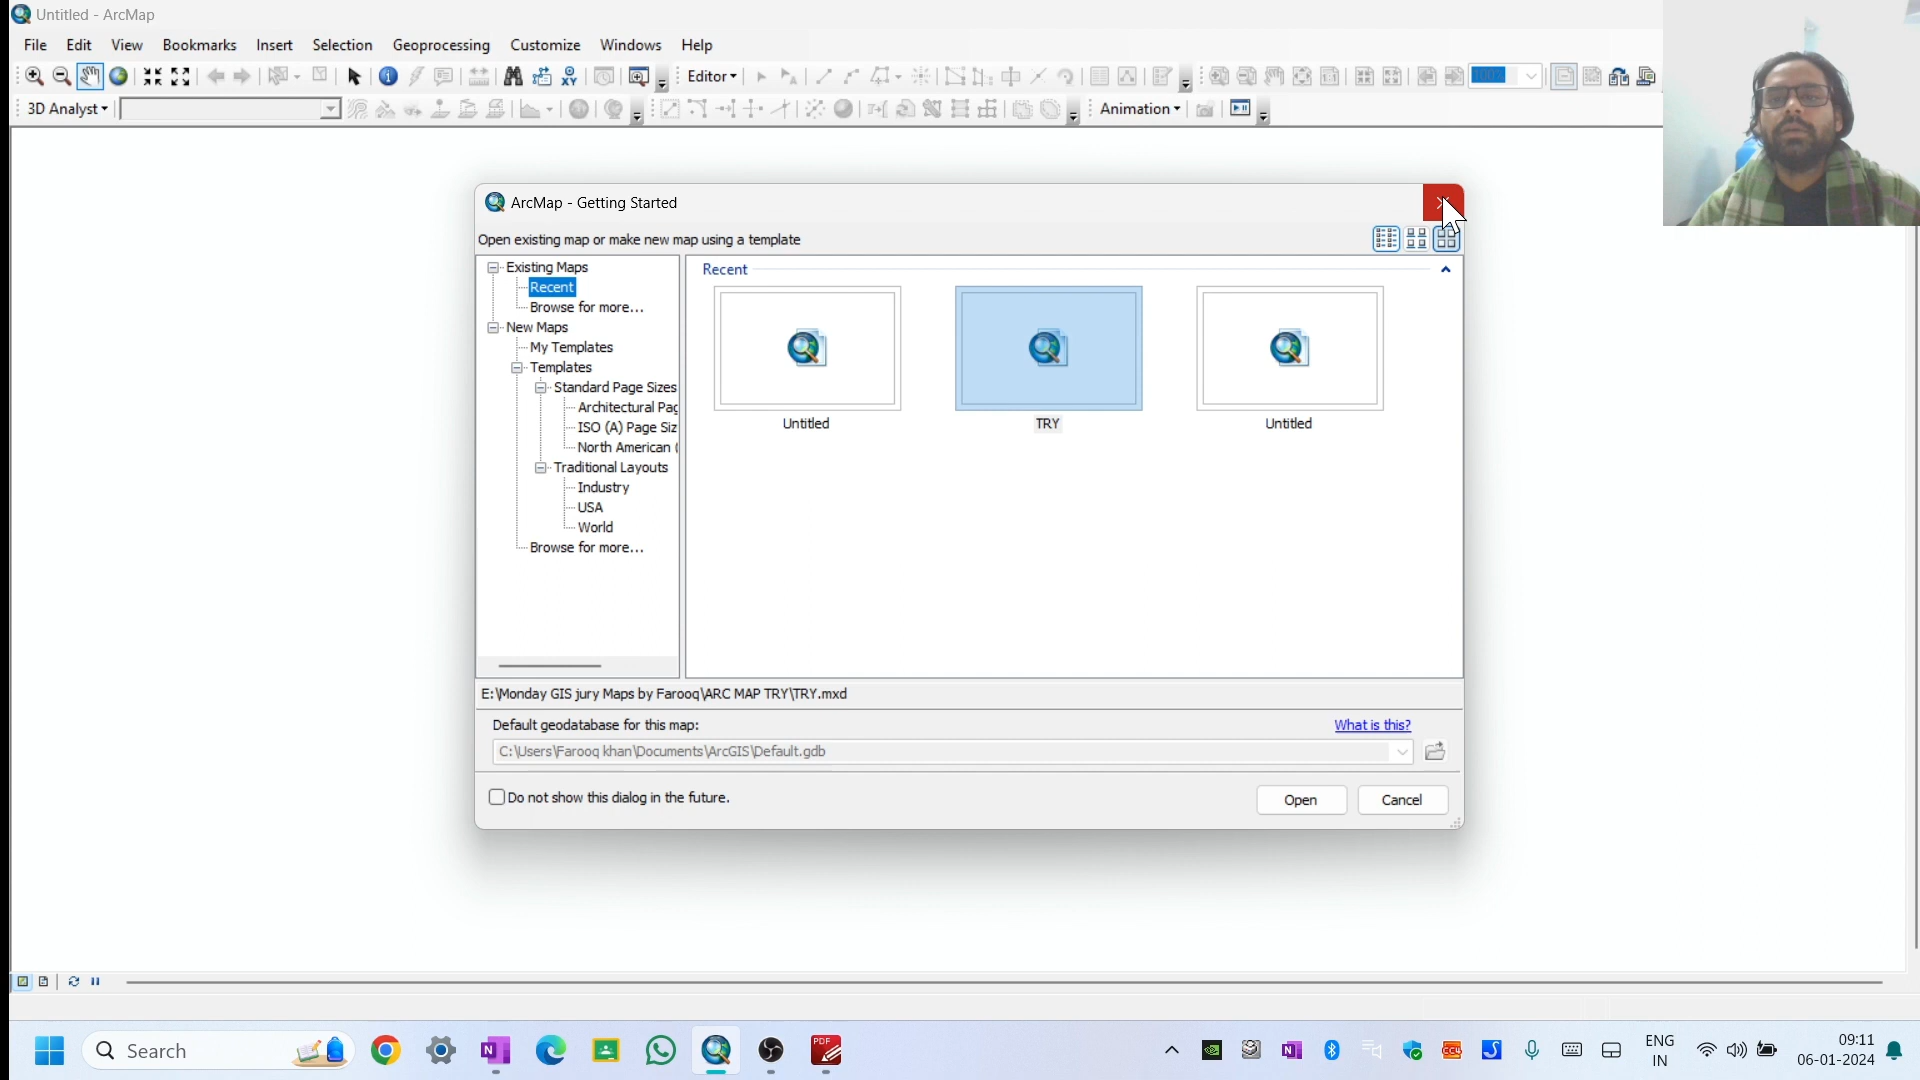 Untitled - ArcMap
File Edit View Bookmarks Insert Selection Geoprocessing Customize Windows Help
Editor
100%
3D Analyst
Animation
ArcMap - Getting Started
Open existing map or make new map using a template
Existing Maps
Recent
Browse for more...
New Maps
My Templates
Templates
Standard Page Sizes
Architectural Pag
ISO (A) Page Siz
North American (
Traditional Layouts
Industry
USA
World
Browse for more...
Recent
Untitled
TRY
Untitled
E:\Monday GIS jury Maps by Farooq\ARC MAP TRY\TRY.mxd
Default geodatabase for this map:
What is this?
C:\Users\Farooq khan\Documents\ArcGIS\Default.gdb
Do not show this dialog in the future.
Open
Cancel
Search
PDF
ENG
IN
09:11
06-01-2024